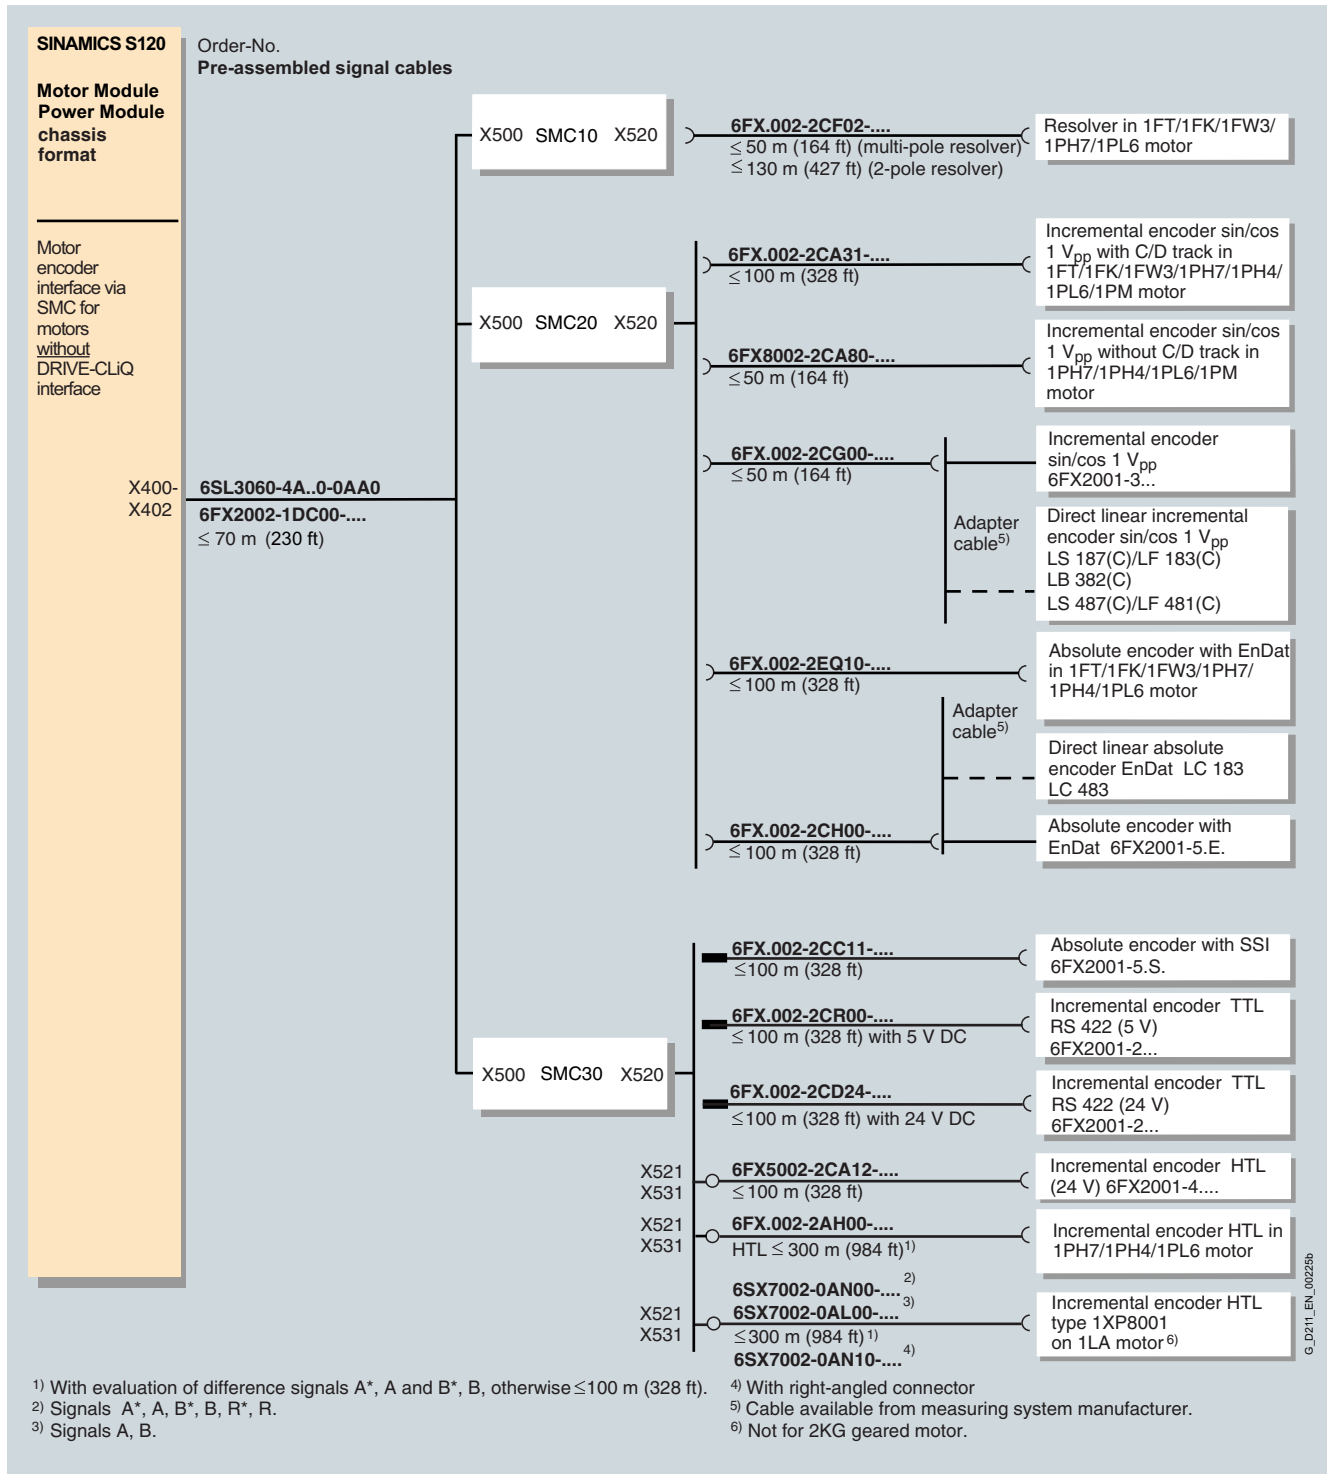 SINAMICS S120
Motor Module
Power Module
chassis
format
Motor
encoder
interface via
SMC for
motors
without
DRIVE-CLiQ
interface
X400-
X402
Order-No.
Pre-assembled signal cables
6SL3060-4A..0-0AA0
6FX2002-1DC00-....
≤ 70 m (230 ft)
X500 SMC10 X520
6FX.002-2CF02-....
≤ 50 m (164 ft) (multi-pole resolver)
≤ 130 m (427 ft) (2-pole resolver)
Resolver in 1FT/1FK/1FW3/
1PH7/1PL6 motor
X500 SMC20 X520
6FX.002-2CA31-....
≤ 100 m (328 ft)
Incremental encoder sin/cos
1 Vpp with C/D track in
1FT/1FK/1FW3/1PH7/1PH4/
1PL6/1PM motor
6FX8002-2CA80-....
≤ 50 m (164 ft)
Incremental encoder sin/cos
1 Vpp without C/D track in
1PH7/1PH4/1PL6/1PM
motor
6FX.002-2CG00-....
≤ 50 m (164 ft)
Incremental encoder
sin/cos 1 Vpp
6FX2001-3...
Adapter
cable5)
Direct linear incremental
encoder sin/cos 1 Vpp
LS 187(C)/LF 183(C)
LB 382(C)
LS 487(C)/LF 481(C)
6FX.002-2EQ10-....
≤ 100 m (328 ft)
Absolute encoder with EnDat
in 1FT/1FK/1FW3/1PH7/
1PH4/1PL6 motor
Adapter
cable5)
Direct linear absolute
encoder EnDat LC 183
LC 483
6FX.002-2CH00-....
≤ 100 m (328 ft)
Absolute encoder with
EnDat 6FX2001-5.E.
X500 SMC30 X520
6FX.002-2CC11-....
≤100 m (328 ft)
Absolute encoder with SSI
6FX2001-5.S.
6FX.002-2CR00-....
≤ 100 m (328 ft) with 5 V DC
Incremental encoder TTL
RS 422 (5 V)
6FX2001-2...
6FX.002-2CD24-....
≤100 m (328 ft) with 24 V DC
Incremental encoder TTL
RS 422 (24 V)
6FX2001-2...
X521
X531
6FX5002-2CA12-....
≤ 100 m (328 ft)
Incremental encoder HTL
(24 V) 6FX2001-4....
X521
X531
6FX.002-2AH00-....
HTL ≤ 300 m (984 ft)1)
Incremental encoder HTL in
1PH7/1PH4/1PL6 motor
X521
X531
6SX7002-0AN00-....2)
6SX7002-0AL00-....3)
≤300 m (984 ft)1)
6SX7002-0AN10-....4)
Incremental encoder HTL
type 1XP8001
on 1LA motor6)
G_D211_EN_00225b
1) With evaluation of difference signals A*, A and B*, B, otherwise ≤100 m (328 ft).
2) Signals A*, A, B*, B, R*, R.
3) Signals A, B.
4) With right-angled connector
5) Cable available from measuring system manufacturer.
6) Not for 2KG geared motor.